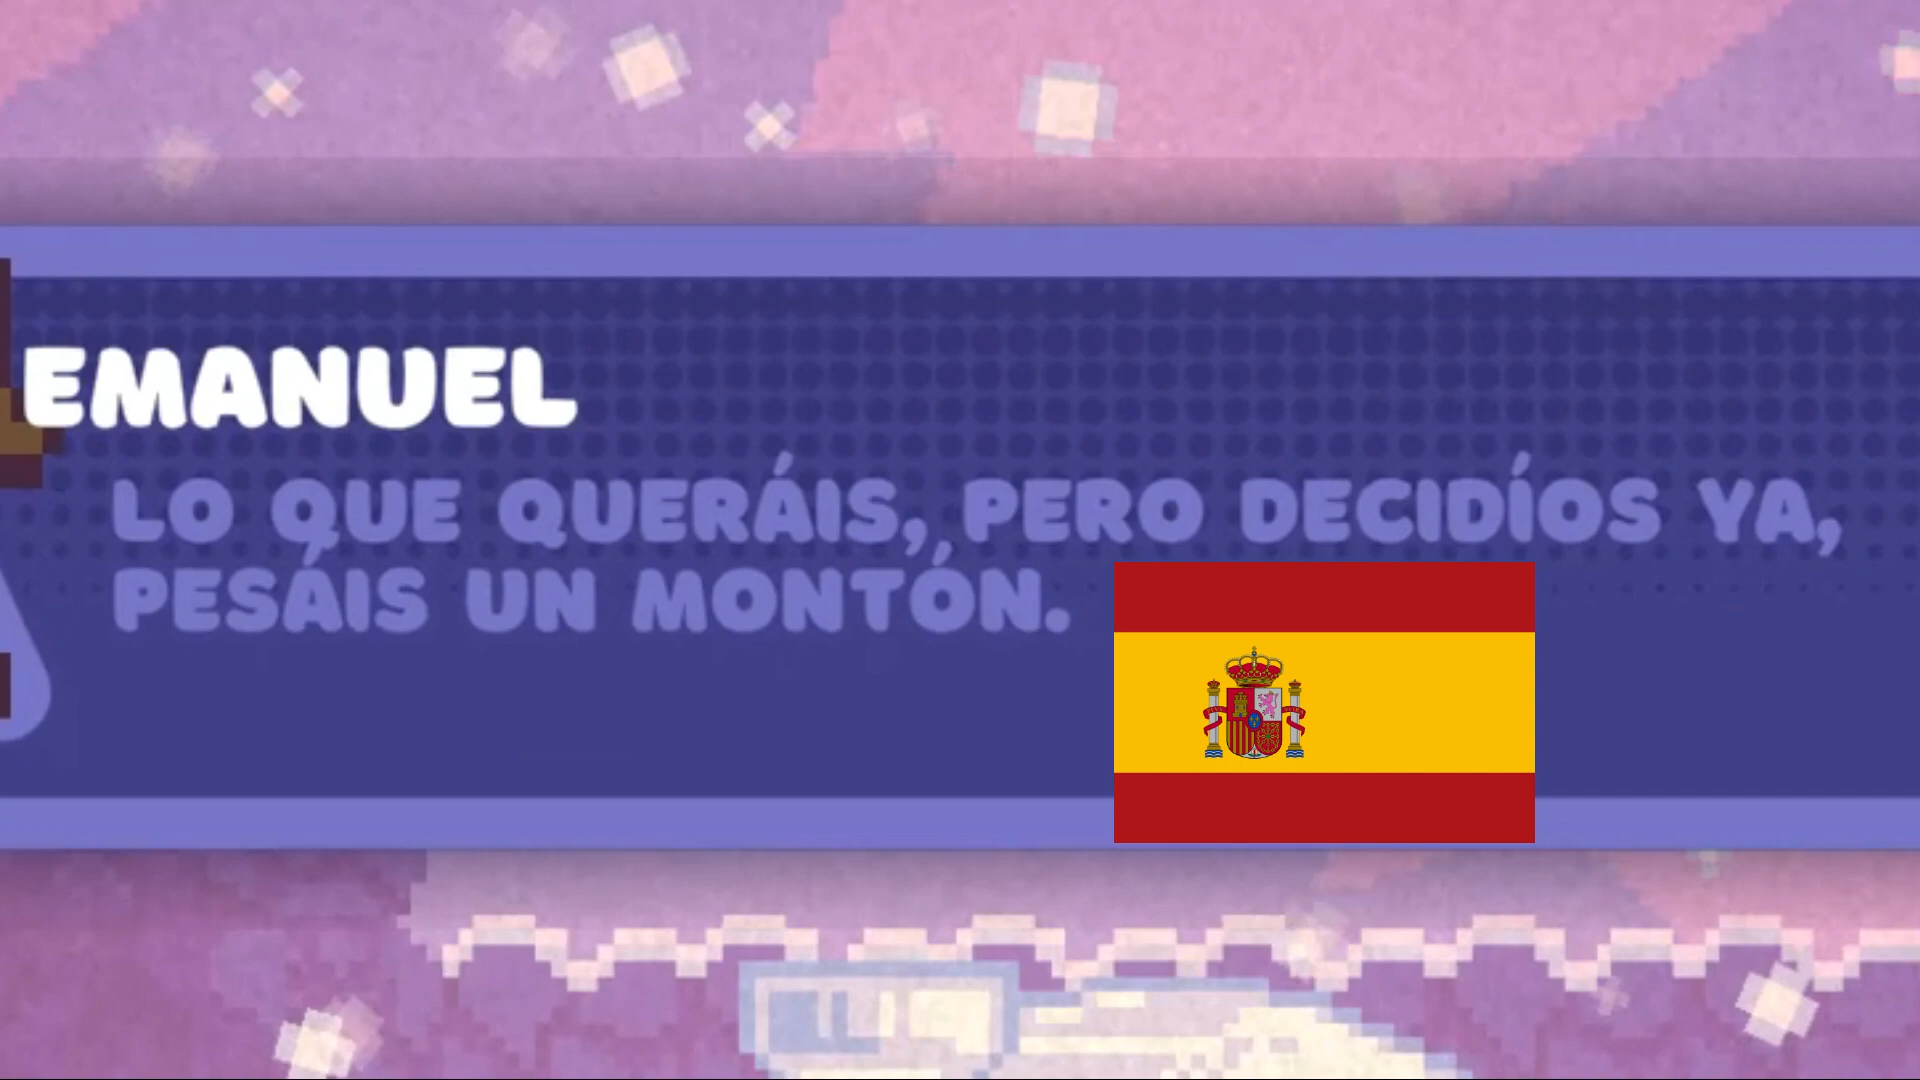 EMANUEL
LO QUE QUERÁIS, PERO DECIDÍOS YA,
PESÁIS UN MONTÓN.